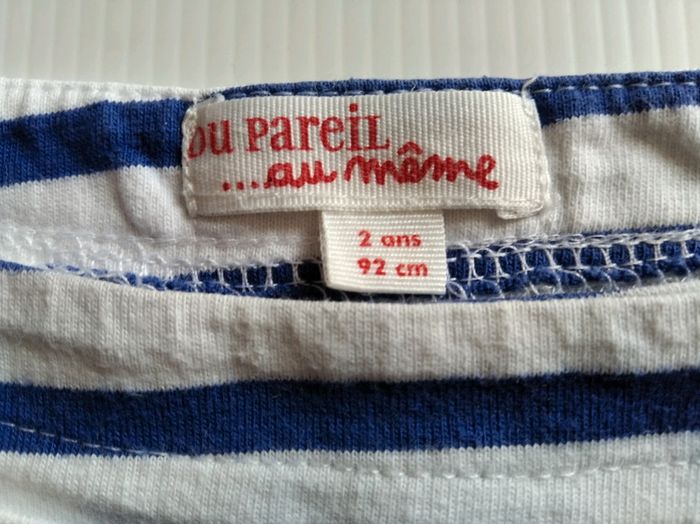 DU PAREIL
...au même
2 ans
92 cm